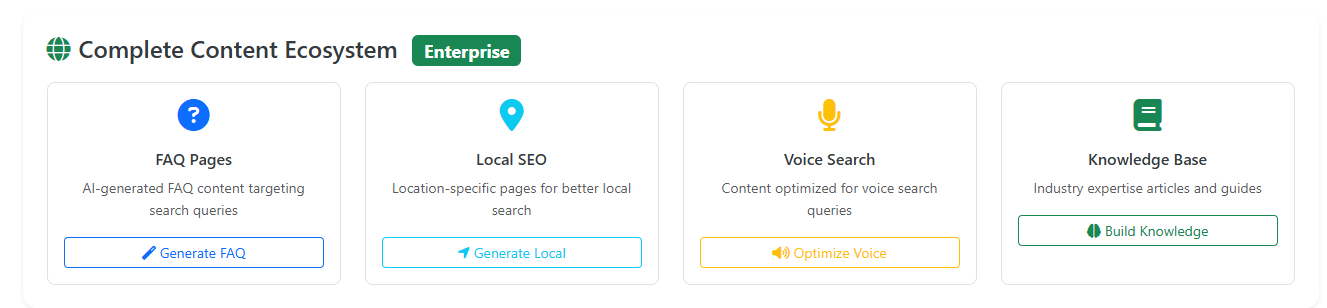 Complete Content Ecosystem Enterprise
FAQ Pages
AI-generated FAQ content targeting
search queries
Generate FAQ
Local SEO
Location-specific pages for better local
search
Generate Local
Voice Search
Content optimized for voice search
queries
Optimize Voice
Knowledge Base
Industry expertise articles and guides
Build Knowledge